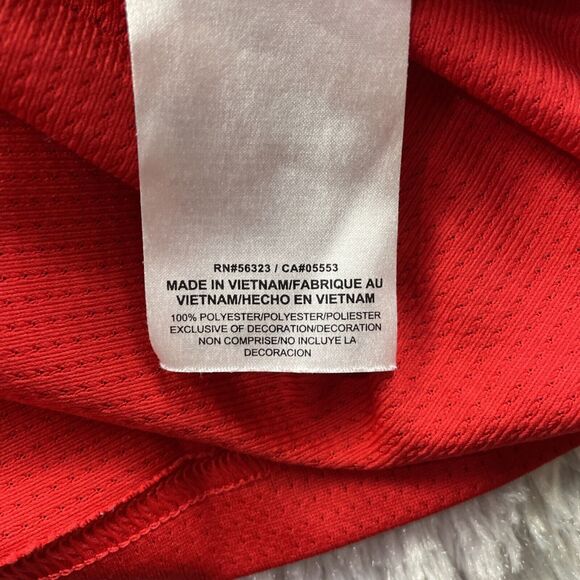 RN#56323 / CA#05553
MADE IN VIETNAM/FABRIQUE AU
VIETNAM/HECHO EN VIETNAM
100% POLYESTER/POLYESTER/POLIESTER
EXCLUSIVE OF DECORATION/DECORATION
NON COMPRISE/NO INCLUYE LA
DECORACION